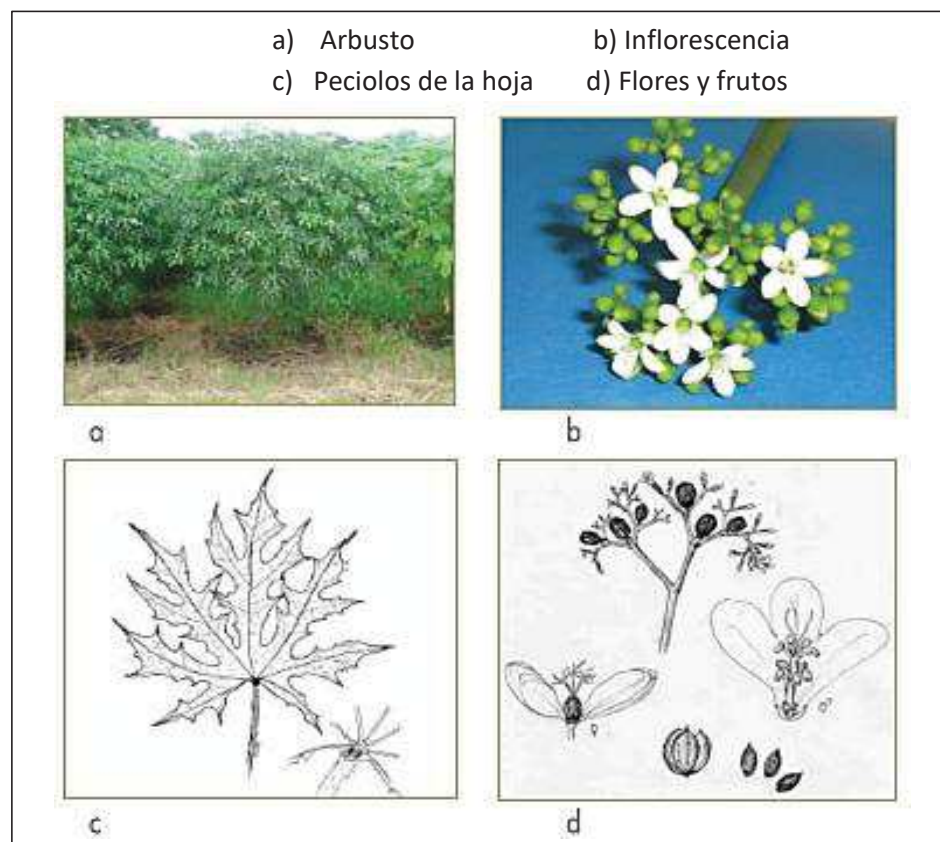 a) Arbusto b) Inflorescencia
c) Peciolos de la hoja d) Flores y frutos
a b
c d